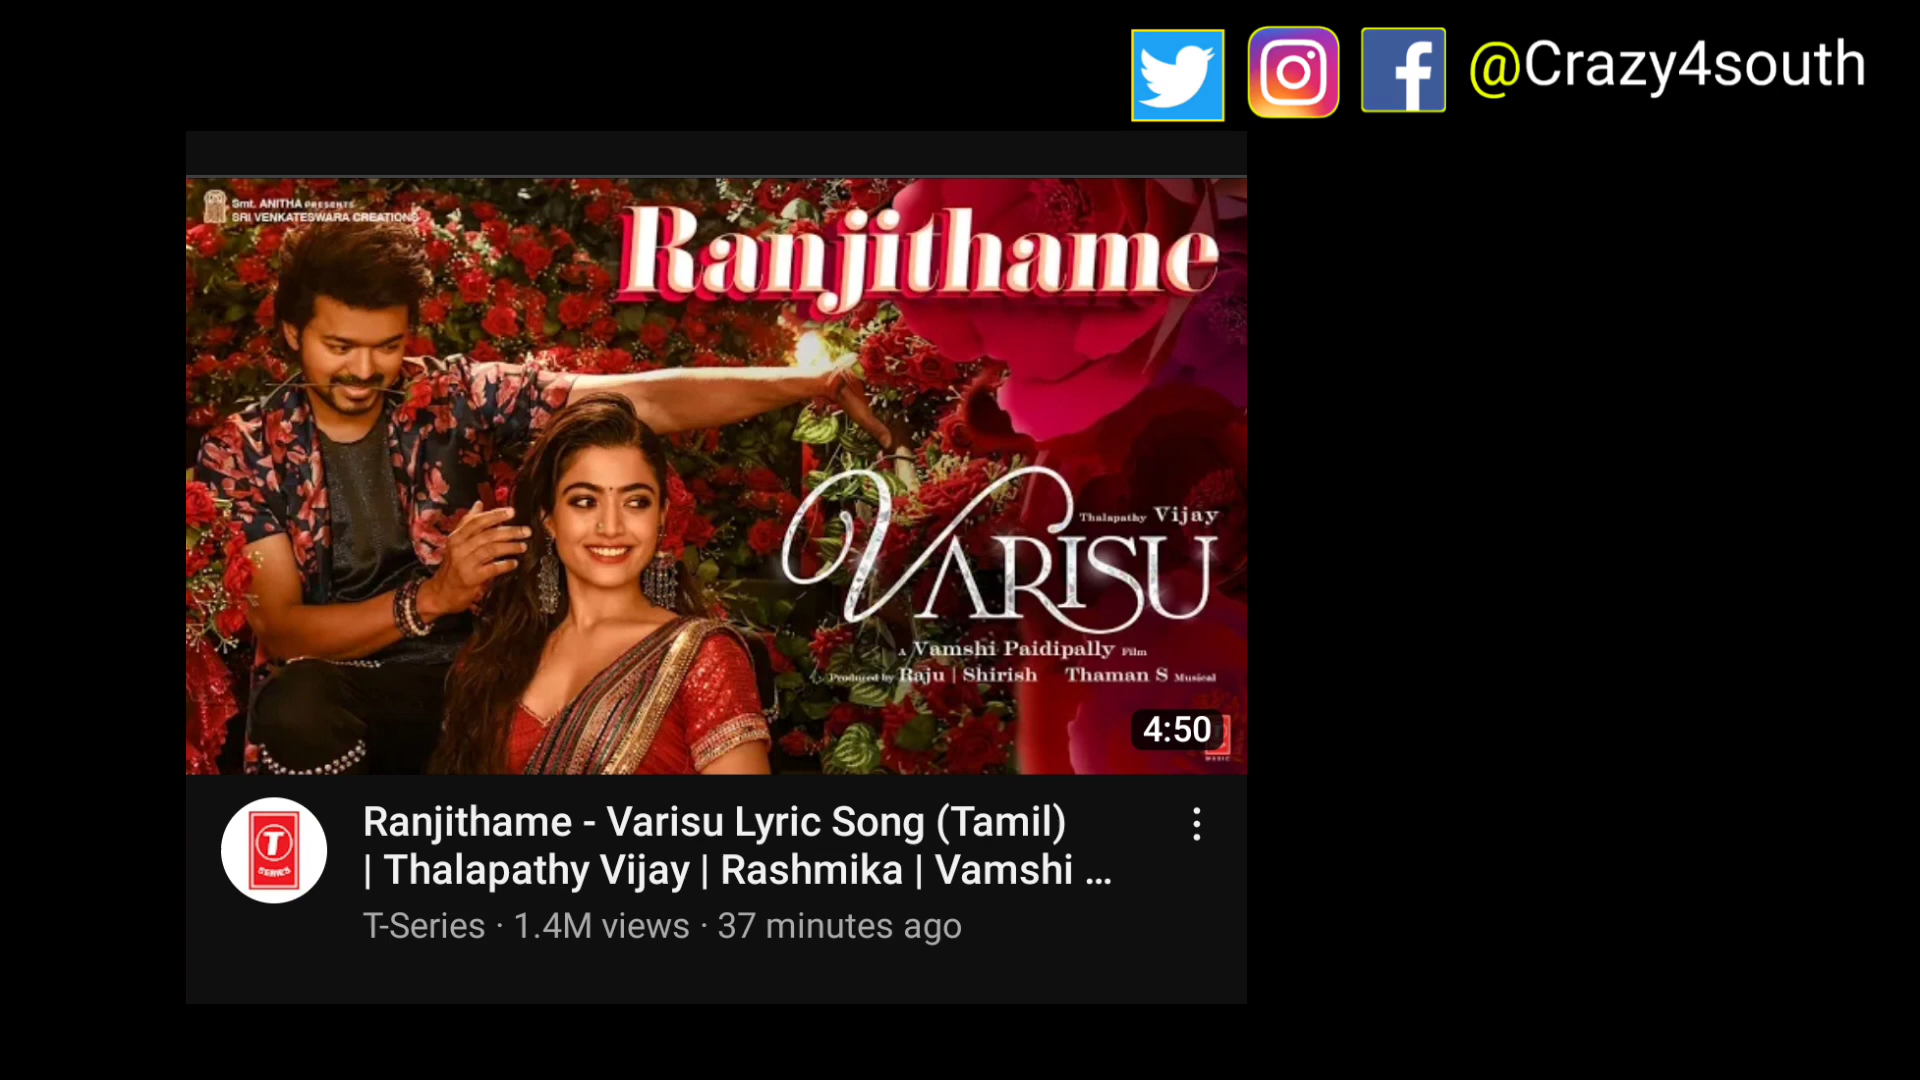 @Crazy4south
Smt. ANITHA PRESENTS
SRI VENKATESWARA CREATIONS
Ranjithame
Thalapathy Vijay
VARISU
A Vamshi Paidipally Film
Produced by Raju | Shirish Thaman S Musical
4:50
MUSIC
T
SERIES
Ranjithame - Varisu Lyric Song (Tamil)
| Thalapathy Vijay | Rashmika | Vamshi ...
T-Series · 1.4M views · 37 minutes ago